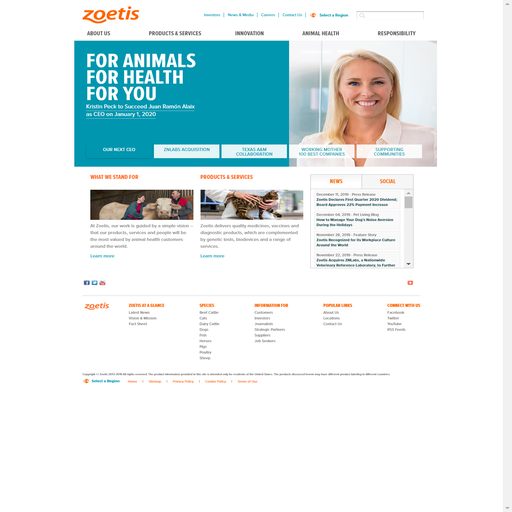 zoetis
Investors | News & Media | Careers | Contact Us | Select a Region
ABOUT US PRODUCTS & SERVICES INNOVATION ANIMAL HEALTH RESPONSIBILITY
FOR ANIMALS
FOR HEALTH
FOR YOU
Kristin Peck to Succeed Juan Ramón Alaix
as CEO on January 1, 2020
OUR NEXT CEO
ZNLABS ACQUISITION
TEXAS A&M
COLLABORATION
WORKING MOTHER
100 BEST COMPANIES
SUPPORTING
COMMUNITIES
WHAT WE STAND FOR
At Zoetis, our work is guided by a simple vision –
that our products, services and people will be
the most valued by animal health customers
around the world.
Learn more
PRODUCTS & SERVICES
Zoetis delivers quality medicines, vaccines and
diagnostic products, which are complemented
by genetic tests, biodevices and a range of
services.
Learn more
NEWS SOCIAL
December 11, 2019 · Press Release
Zoetis Declares First Quarter 2020 Dividend;
Board Approves 22% Payment Increase
December 04, 2019 · Pet Living Blog
How to Manage Your Dog's Noise Aversion
During the Holidays
November 26, 2019 · Feature Story
Zoetis Recognized for Its Workplace Culture
Around the World
November 22, 2019 · Press Release
Zoetis Acquires ZNLabs, a Nationwide
Veterinary Reference Laboratory, to Further
zoetis
ZOETIS AT A GLANCE
Latest News
Vision & Mission
Fact Sheet
SPECIES
Beef Cattle
Cats
Dairy Cattle
Dogs
Fish
Horses
Pigs
Poultry
Sheep
INFORMATION FOR
Customers
Investors
Journalists
Strategic Partners
Suppliers
Job Seekers
POPULAR LINKS
About Us
Locations
Contact Us
CONNECT WITH US
Facebook
Twitter
YouTube
RSS Feeds
Select a Region Home | Sitemap | Privacy Policy | Cookie Policy | Terms of Use